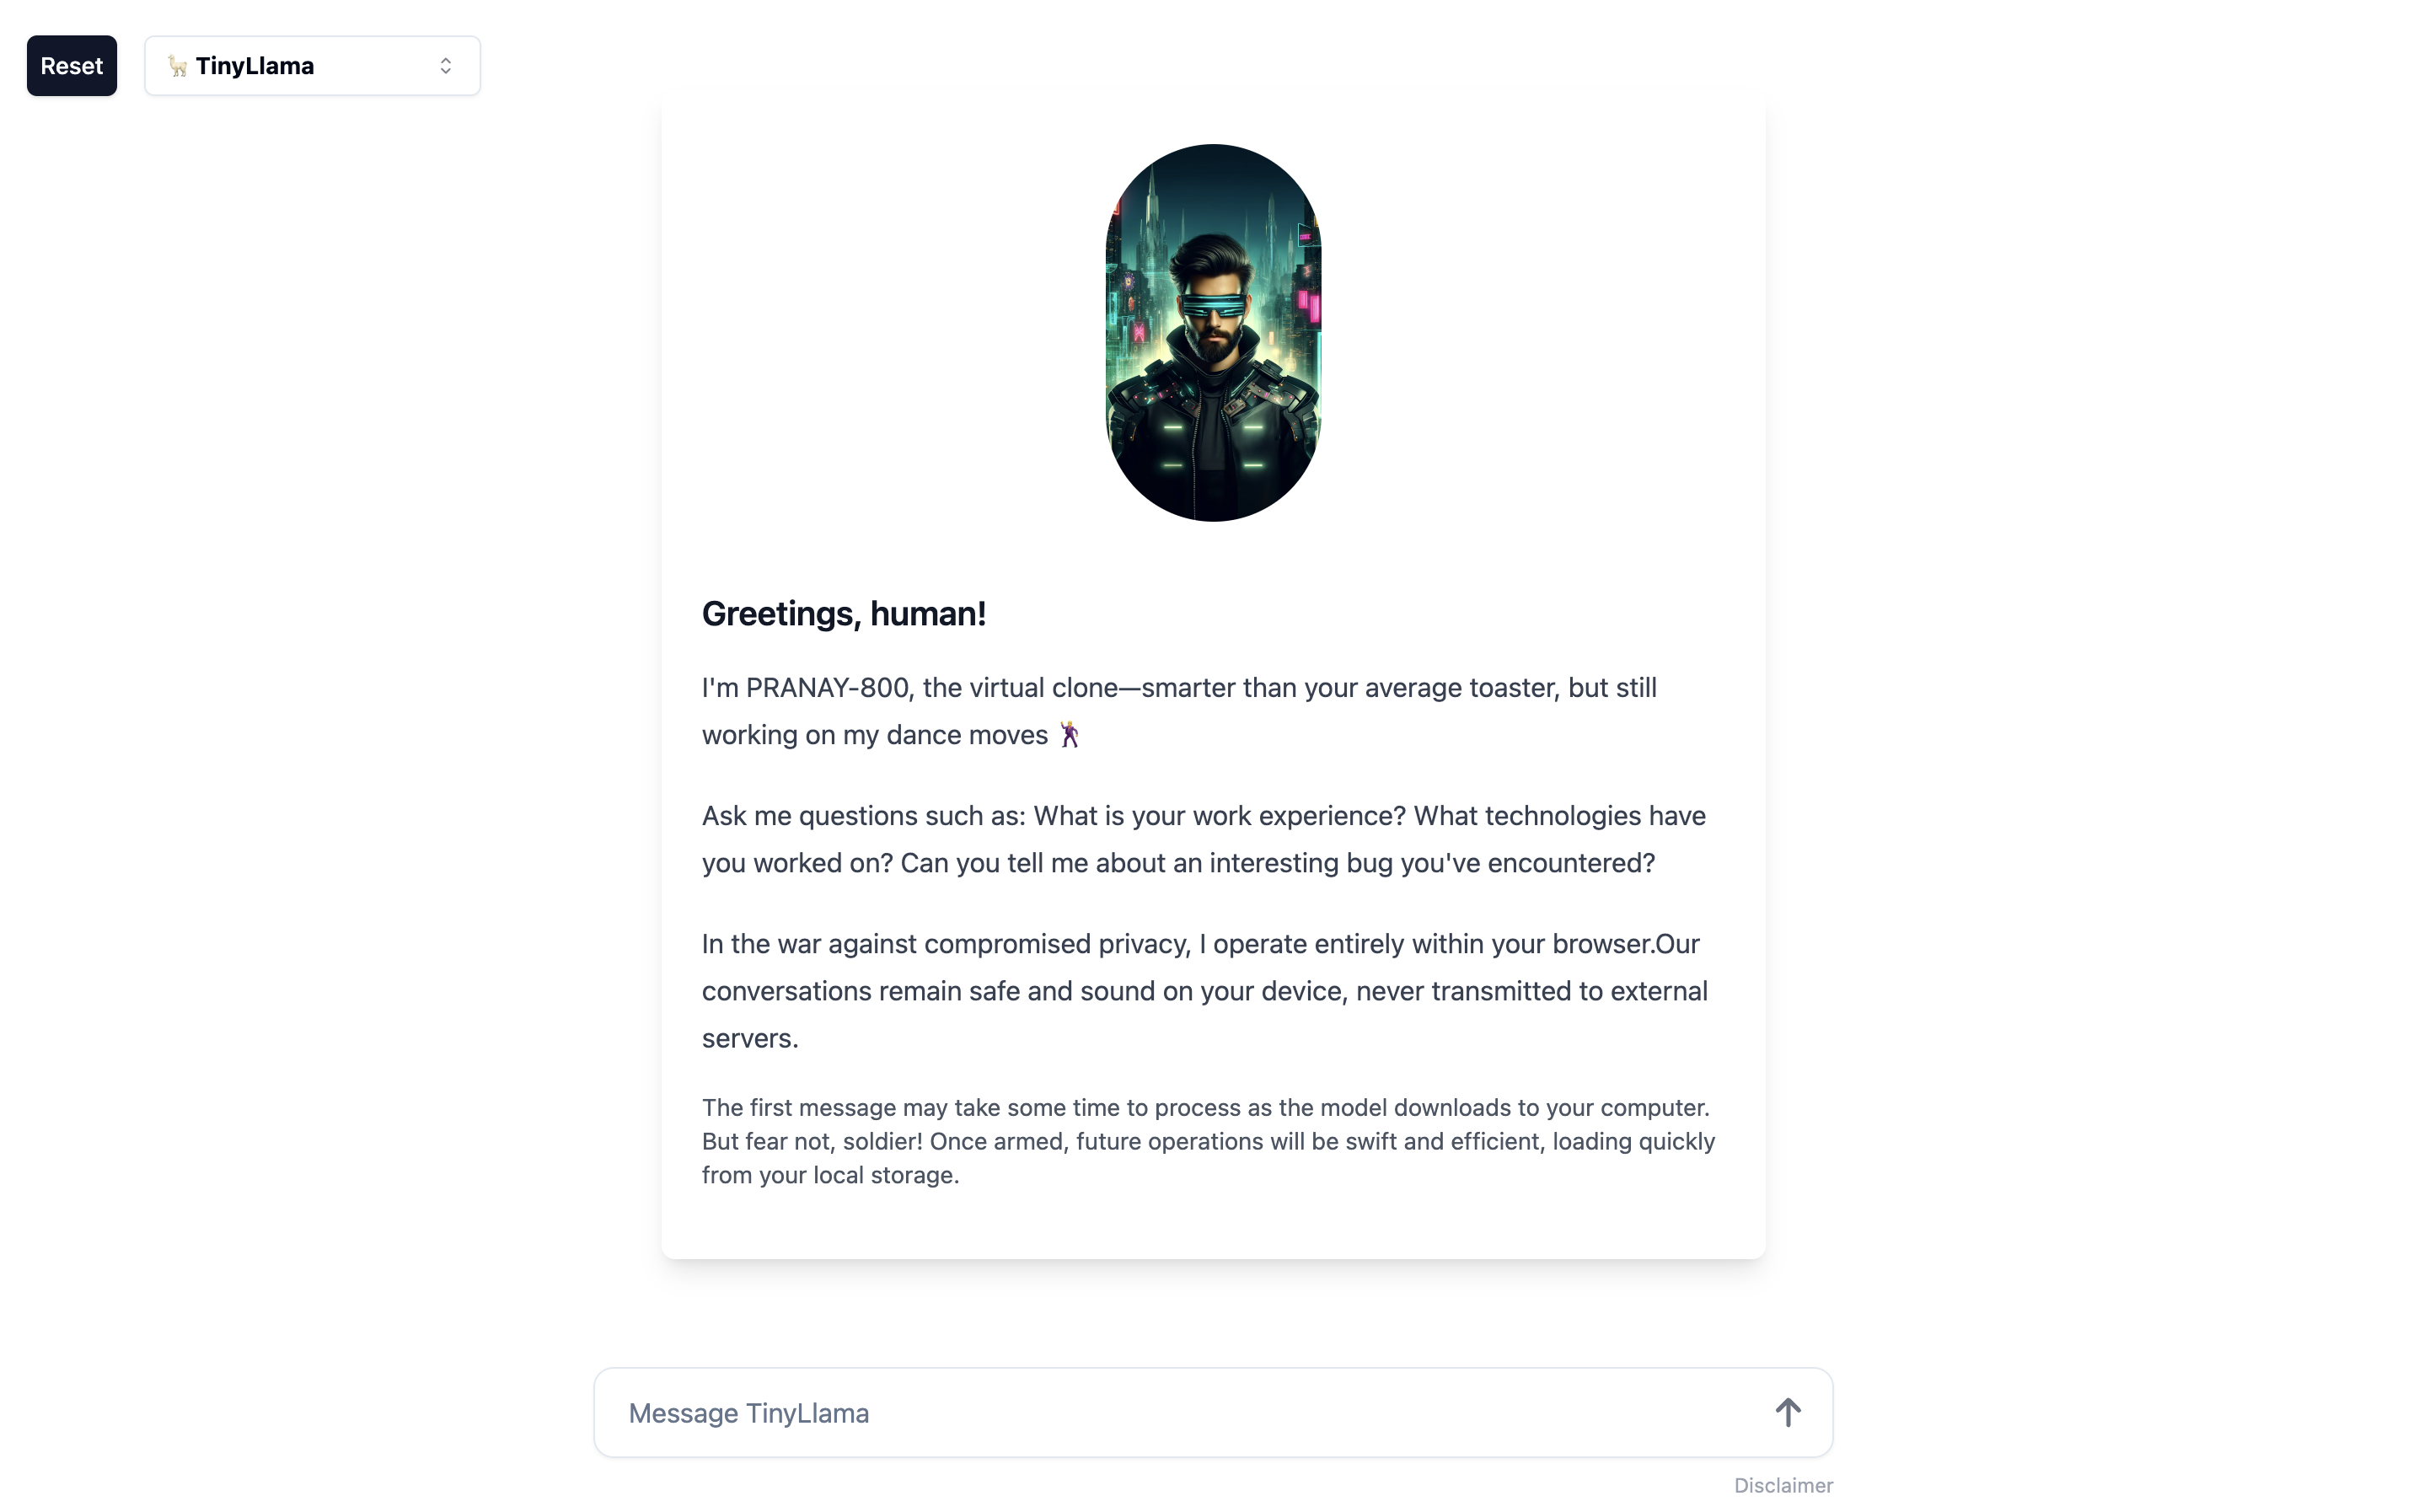 Reset
🦙 TinyLlama
Greetings, human!
I'm PRANAY-800, the virtual clone—smarter than your average toaster, but still
working on my dance moves 🕺
Ask me questions such as: What is your work experience? What technologies have
you worked on? Can you tell me about an interesting bug you've encountered?
In the war against compromised privacy, I operate entirely within your browser.Our
conversations remain safe and sound on your device, never transmitted to external
servers.
The first message may take some time to process as the model downloads to your computer.
But fear not, soldier! Once armed, future operations will be swift and efficient, loading quickly
from your local storage.
Message TinyLlama
Disclaimer